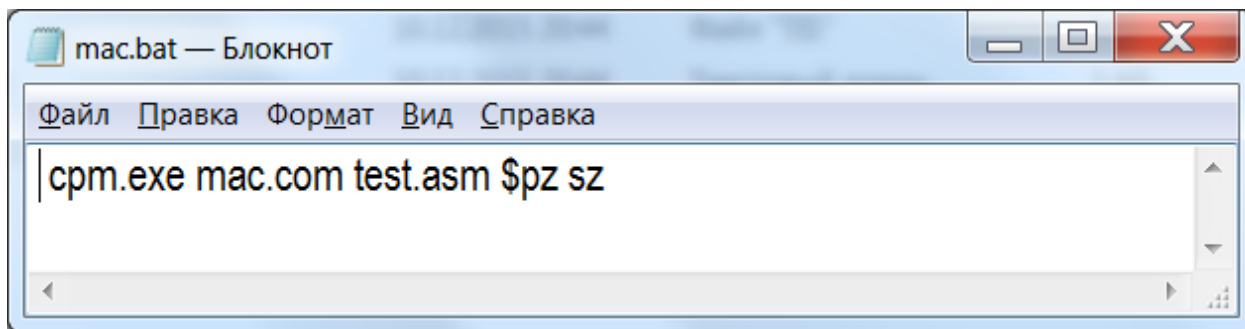 mac.bat — Блокнот
Файл Правка Формат Вид Справка
cpm.exe mac.com test.asm $pz sz